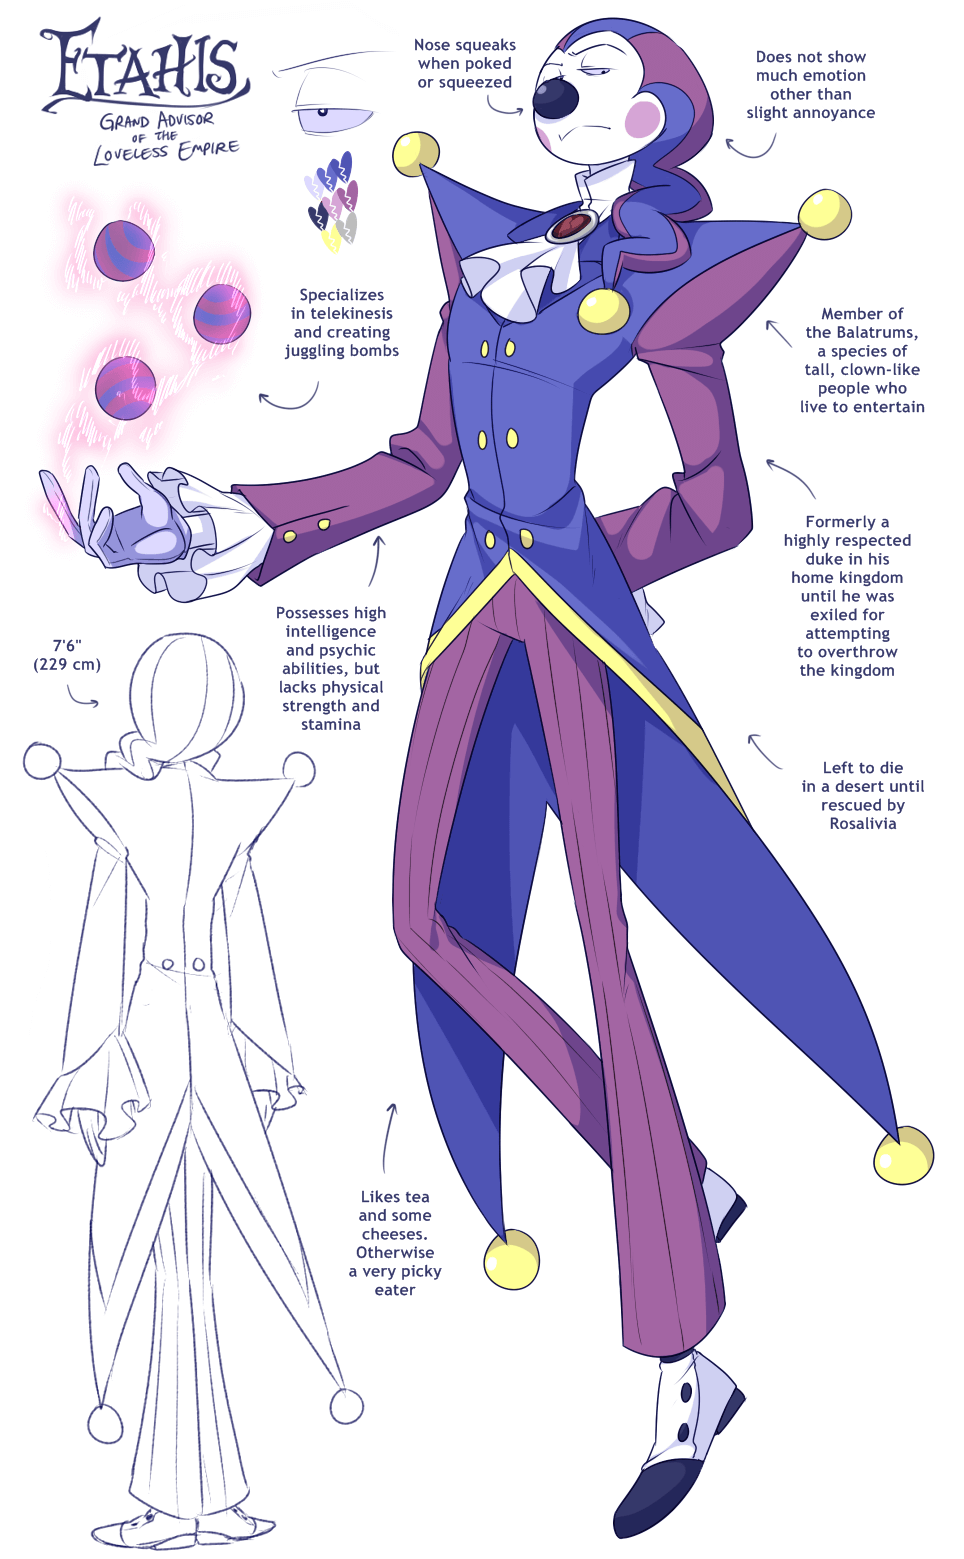 ETAHIS
GRAND ADVISOR
OF THE
LOVELESS EMPIRE
Nose squeaks
when poked
or squeezed
Does not show
much emotion
other than
slight annoyance
Specializes
in telekinesis
and creating
juggling bombs
Member of
the Balatrums,
a species of
tall, clown-like
people who
live to entertain
Formerly a
highly respected
duke in his
home kingdom
until he was
exiled for
attempting
to overthrow
the kingdom
Possesses high
intelligence
and psychic
abilities, but
lacks physical
strength and
stamina
7'6"
(229 cm)
Left to die
in a desert until
rescued by
Rosalivia
Likes tea
and some
cheeses.
Otherwise
a very picky
eater